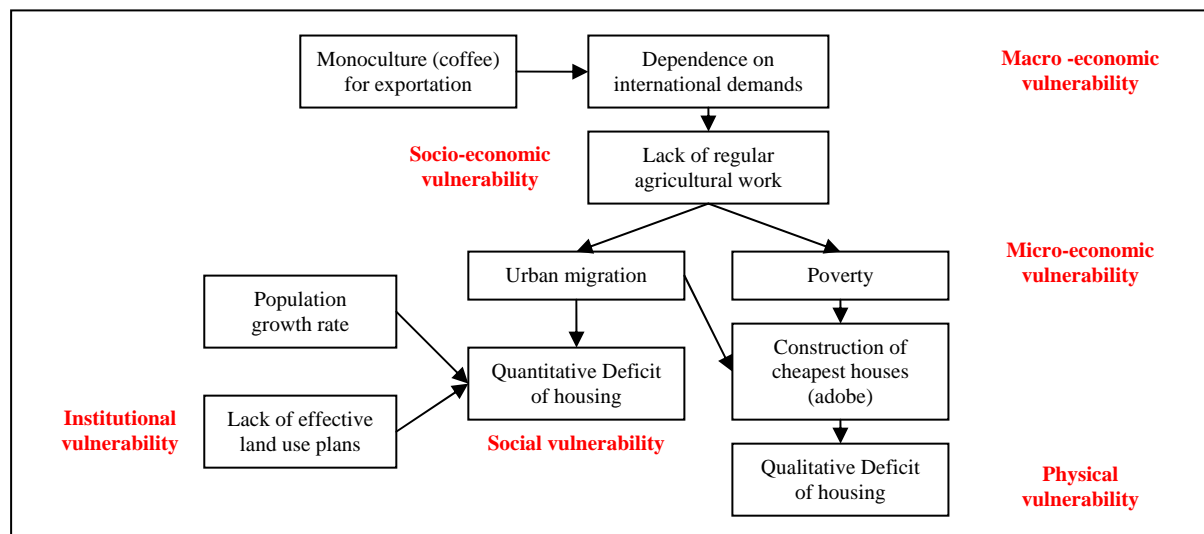 Monoculture (coffee)
for exportation
Dependence on
international demands
Macro -economic
vulnerability
Socio-economic
vulnerability
Lack of regular
agricultural work
Urban migration
Poverty
Micro-economic
vulnerability
Population
growth rate
Quantitative Deficit
of housing
Construction of
cheapest houses
(adobe)
Institutional
vulnerability
Lack of effective
land use plans
Social vulnerability
Qualitative Deficit
of housing
Physical
vulnerability